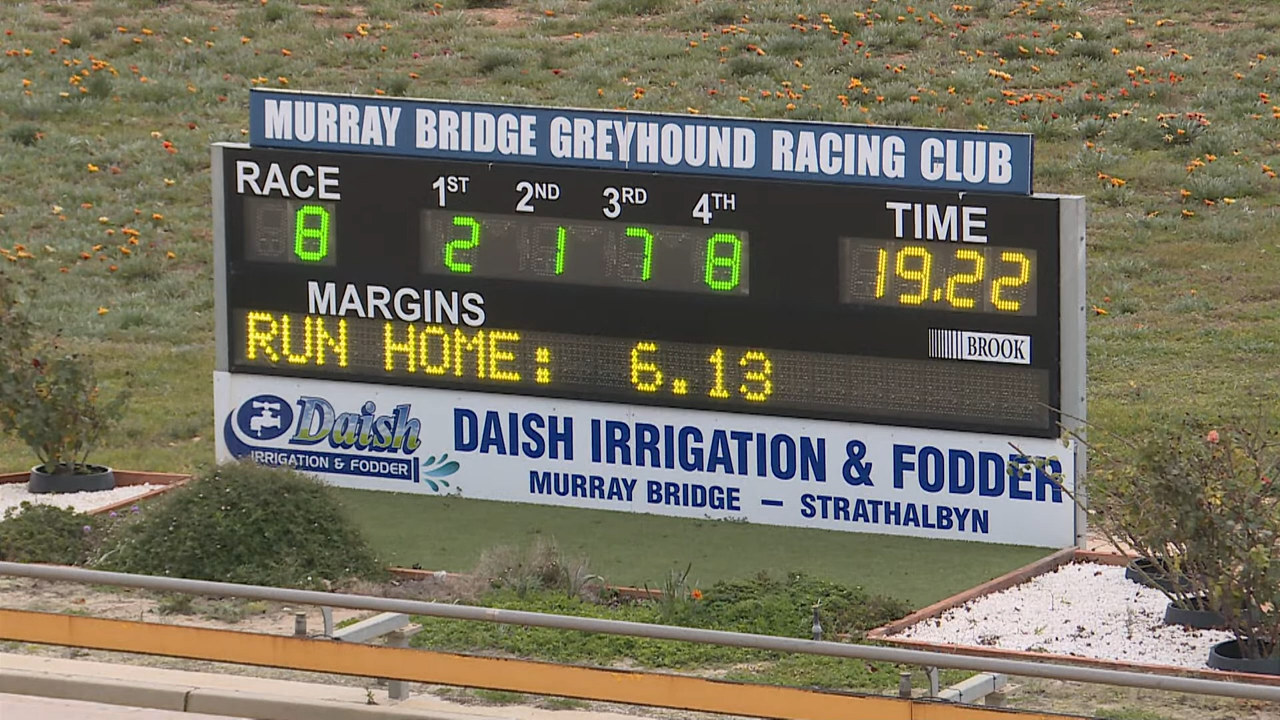 MURRAY BRIDGE GREYHOUND RACING CLUB
RACE 1ST 2ND 3RD 4TH TIME
8 2 1 7 8 19.22
MARGINS
RUN HOME: 6.13
BROOK
Daish
IRRIGATION & FODDER
DAISH IRRIGATION & FODDER
MURRAY BRIDGE – STRATHALBYN